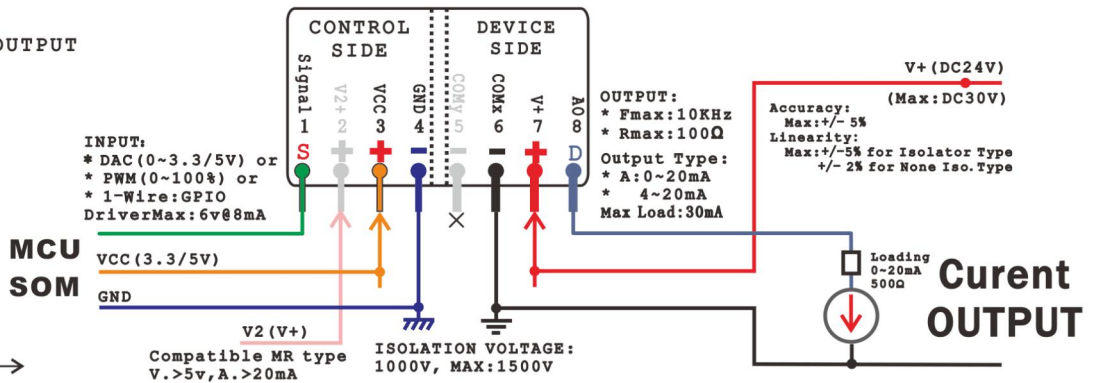 OUTPUT
CONTROL
SIDE
DEVICE
SIDE
Signal 1
V2+ 2
VCC 3
GND 4
COMy 5
COMx 6
V+ 7
AO 8
S
D
INPUT:
* DAC(0~3.3/5V) or
* PWM(0~100%) or
* 1-Wire:GPIO
DriverMax:6v@8mA
OUTPUT:
* Fmax:10KHz
* Rmax:100Ω
Output Type:
* A:0~20mA
* 4~20mA
Max Load:30mA
V+(DC24V)
(Max:DC30V)
Accuracy:
Max:+/- 5%
Linearity:
Max:+/-5% for Isolator Type
+/- 2% for None Iso.Type
MCU
SOM
VCC(3.3/5V)
GND
V2(V+)
Compatible MR type
V.>5v,A.>20mA
ISOLATION VOLTAGE:
1000V, MAX:1500V
Loading
0~20mA
500Ω
Curent
OUTPUT